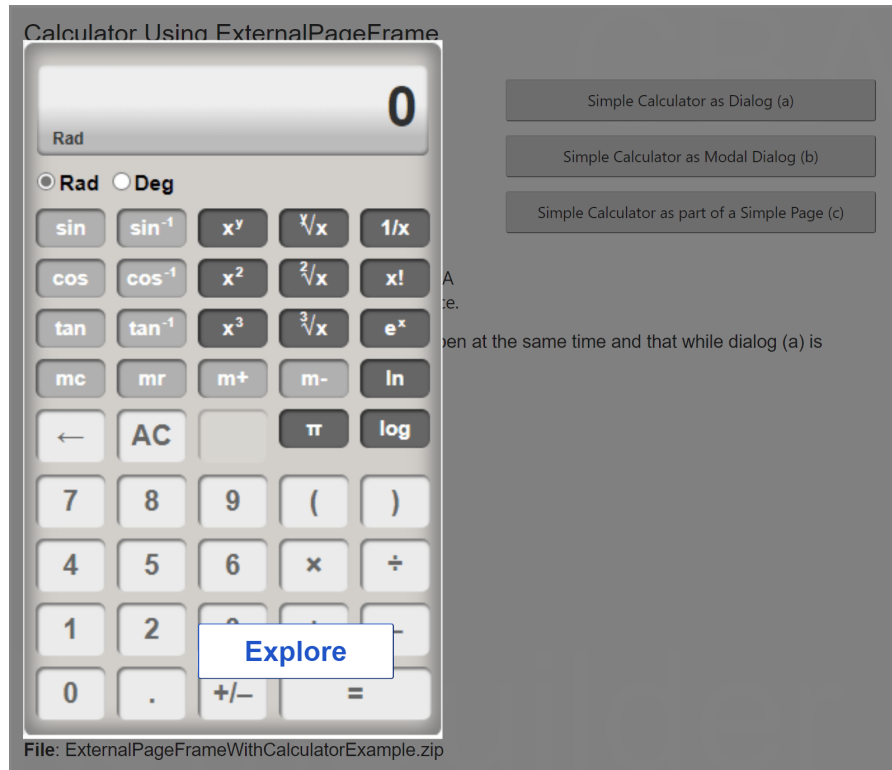 Calculator Using ExternalPageFrame
0
Rad
Rad Deg
sin sin⁻¹ xʸ ʸ√x 1/x
cos cos⁻¹ x² ²√x x!
tan tan⁻¹ x³ ³√x eˣ
mc mr m+ m- ln
← AC π log
7 8 9 ( )
4 5 6 × ÷
1 2
Explore
0 . +/– =
Simple Calculator as Dialog (a)
Simple Calculator as Modal Dialog (b)
Simple Calculator as part of a Simple Page (c)
A
at the same time and that while dialog (a) is
File: ExternalPageFrameWithCalculatorExample.zip